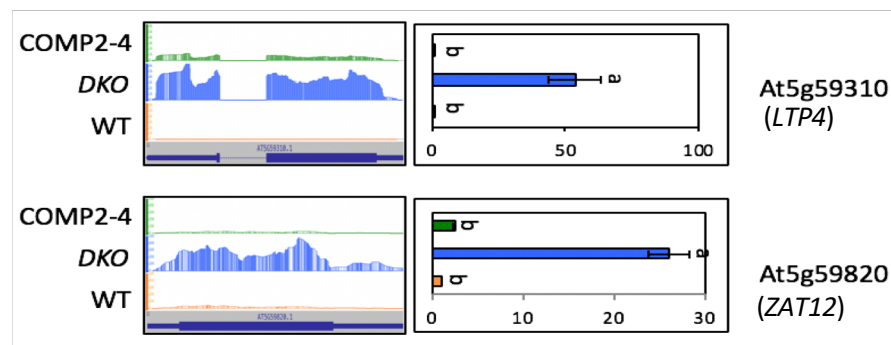 COMP2-4
DKO
WT
AT5G59310.1
b
a
b
0 50 100
At5g59310
(LTP4)
COMP2-4
DKO
WT
AT5G59820.1
b
a
b
0 10 20 30
At5g59820
(ZAT12)